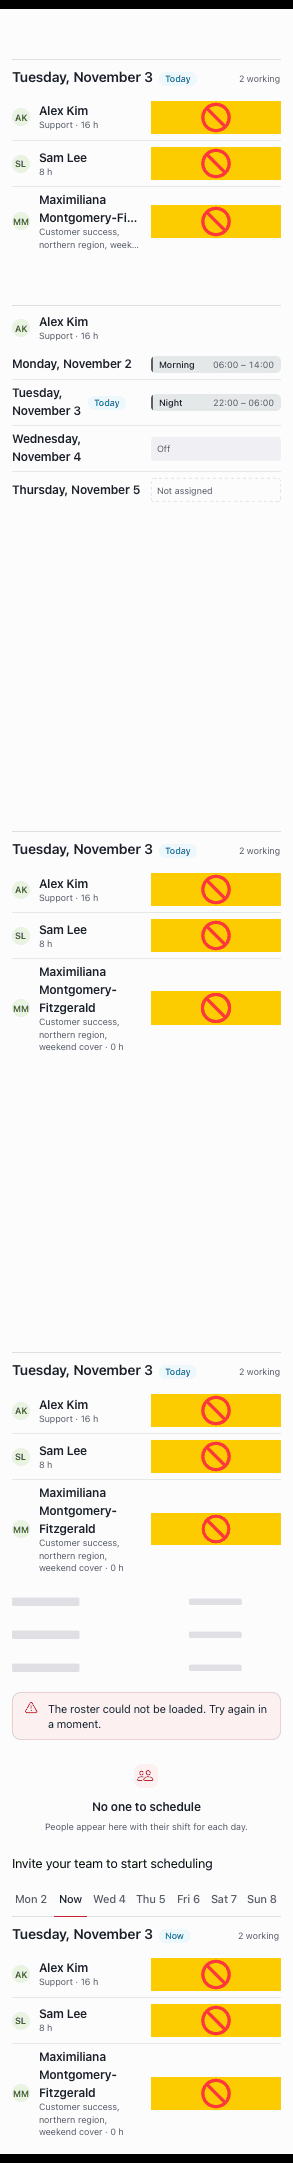 Tuesday, November 3 Today 2 working
AK Alex Kim
Support · 16 h
SL Sam Lee
8 h
MM Maximiliana
Montgomery-Fi...
Customer success,
northern region, week...
AK Alex Kim
Support · 16 h
Monday, November 2 Morning 06:00 – 14:00
Tuesday,
November 3 Today Night 22:00 – 06:00
Wednesday,
November 4 Off
Thursday, November 5 Not assigned
Tuesday, November 3 Today 2 working
AK Alex Kim
Support · 16 h
SL Sam Lee
8 h
MM Maximiliana
Montgomery-
Fitzgerald
Customer success,
northern region,
weekend cover · 0 h
Tuesday, November 3 Today 2 working
AK Alex Kim
Support · 16 h
SL Sam Lee
8 h
MM Maximiliana
Montgomery-
Fitzgerald
Customer success,
northern region,
weekend cover · 0 h
The roster could not be loaded. Try again in
a moment.
No one to schedule
People appear here with their shift for each day.
Invite your team to start scheduling
Mon 2 Now Wed 4 Thu 5 Fri 6 Sat 7 Sun 8
Tuesday, November 3 Now 2 working
AK Alex Kim
Support · 16 h
SL Sam Lee
8 h
MM Maximiliana
Montgomery-
Fitzgerald
Customer success,
northern region,
weekend cover · 0 h